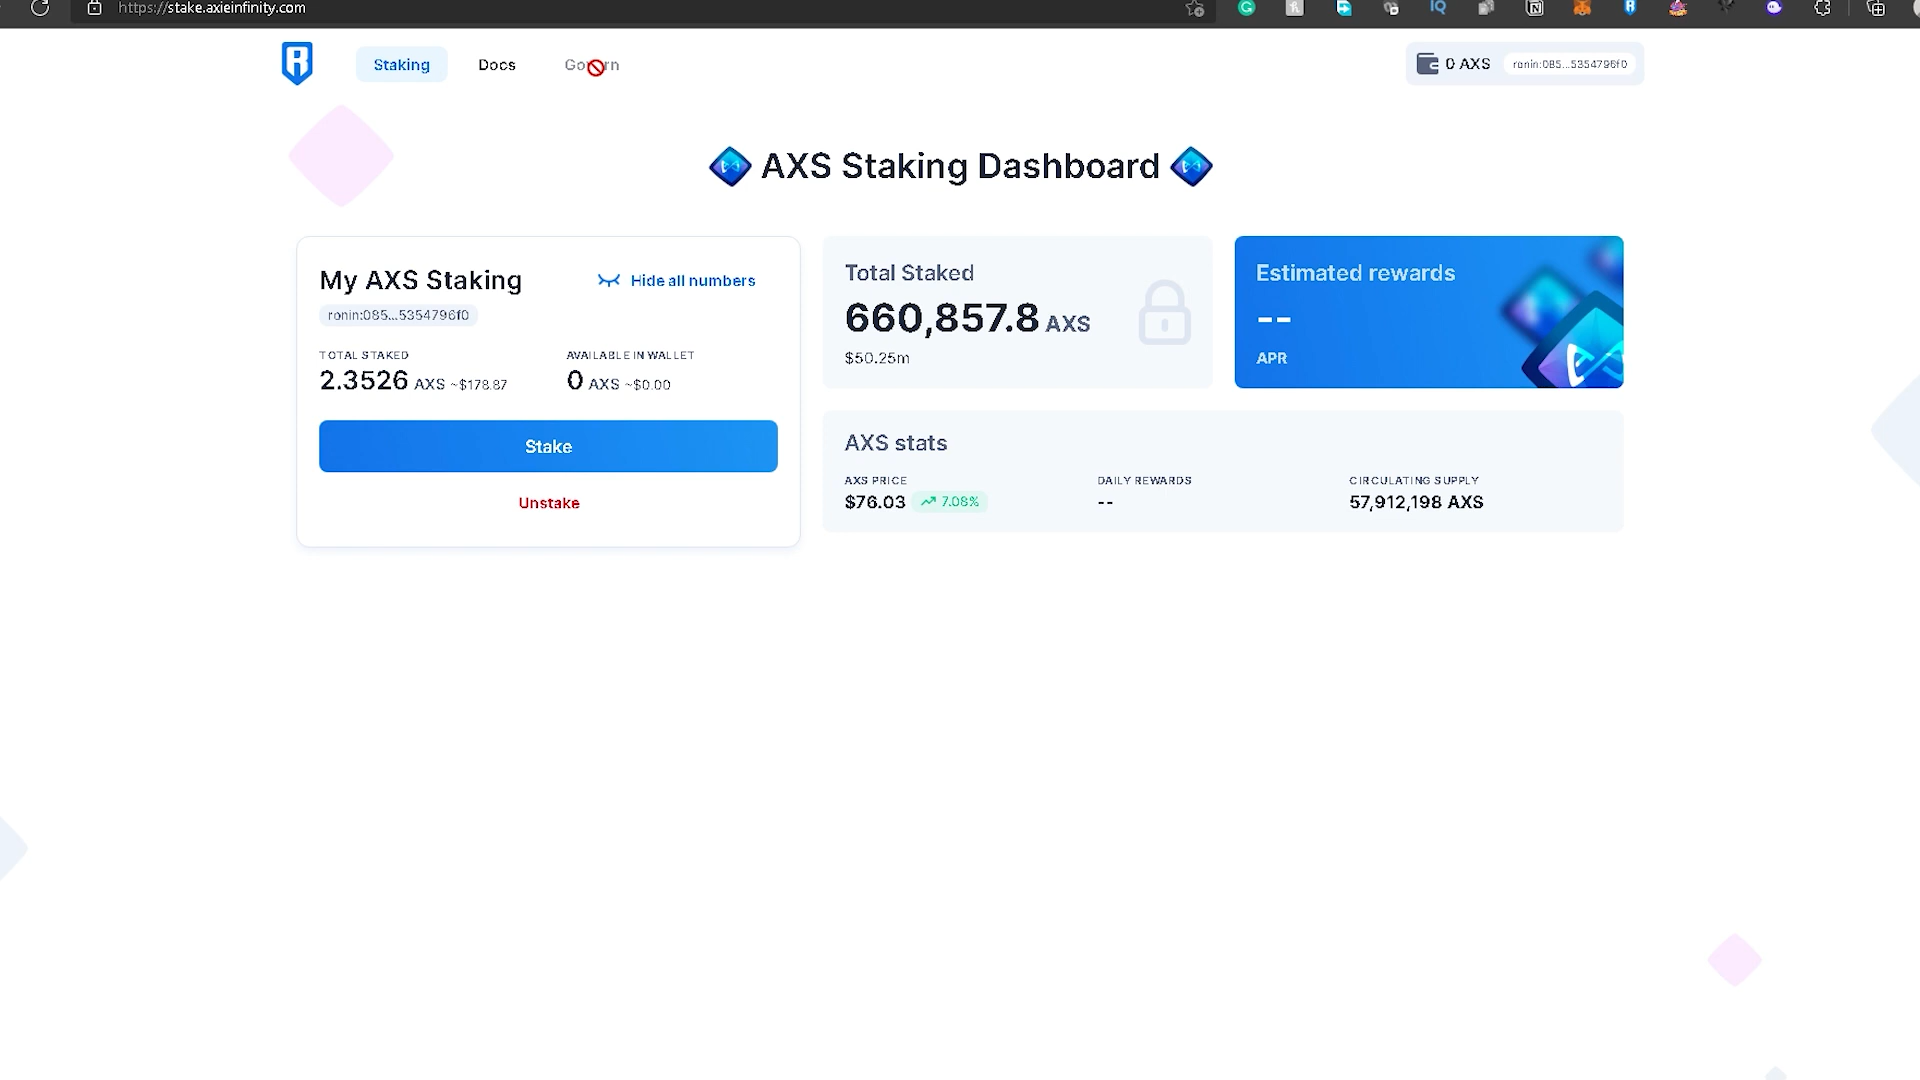 https://stake.axieinfinity.com
Staking Docs
0 AXS ronin:085...5354796f0
AXS Staking Dashboard
My AXS Staking
Hide all numbers
ronin:085...5354796f0
TOTAL STAKED
2.3526 AXS ~$178.87
AVAILABLE IN WALLET
0 AXS ~$0.00
Stake
Unstake
Total Staked
660,857.8 AXS
$50.25m
Estimated rewards
--
APR
AXS stats
AXS PRICE
$76.03 7.08%
DAILY REWARDS
--
CIRCULATING SUPPLY
57,912,198 AXS